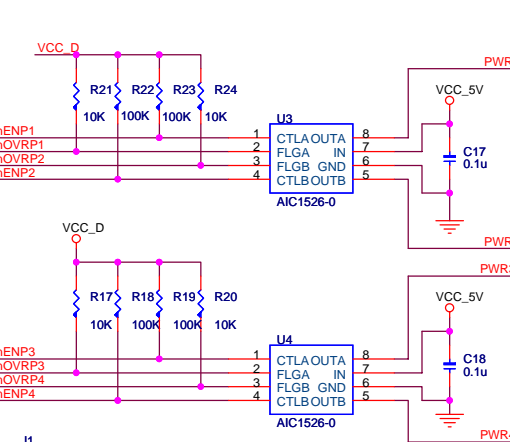 VCC_D
PWR
R21 R22 R23 R24
VCC_5V
10K 100K 100K 10K
U3
nENP1 1 CTLA OUTA 8
nOVRP1 2 FLGA IN 7
nOVRP2 3 FLGB GND 6
nENP2 4 CTLB OUTB 5
C17
0.1u
AIC1526-0
VCC_D
PWR
PWR3
R17 R18 R19 R20
VCC_5V
10K 100K 100K 10K
U4
nENP3 1 CTLA OUTA 8
nOVRP3 2 FLGA IN 7
nOVRP4 3 FLGB GND 6
nENP4 4 CTLB OUTB 5
C18
0.1u
AIC1526-0
J1
PWR4